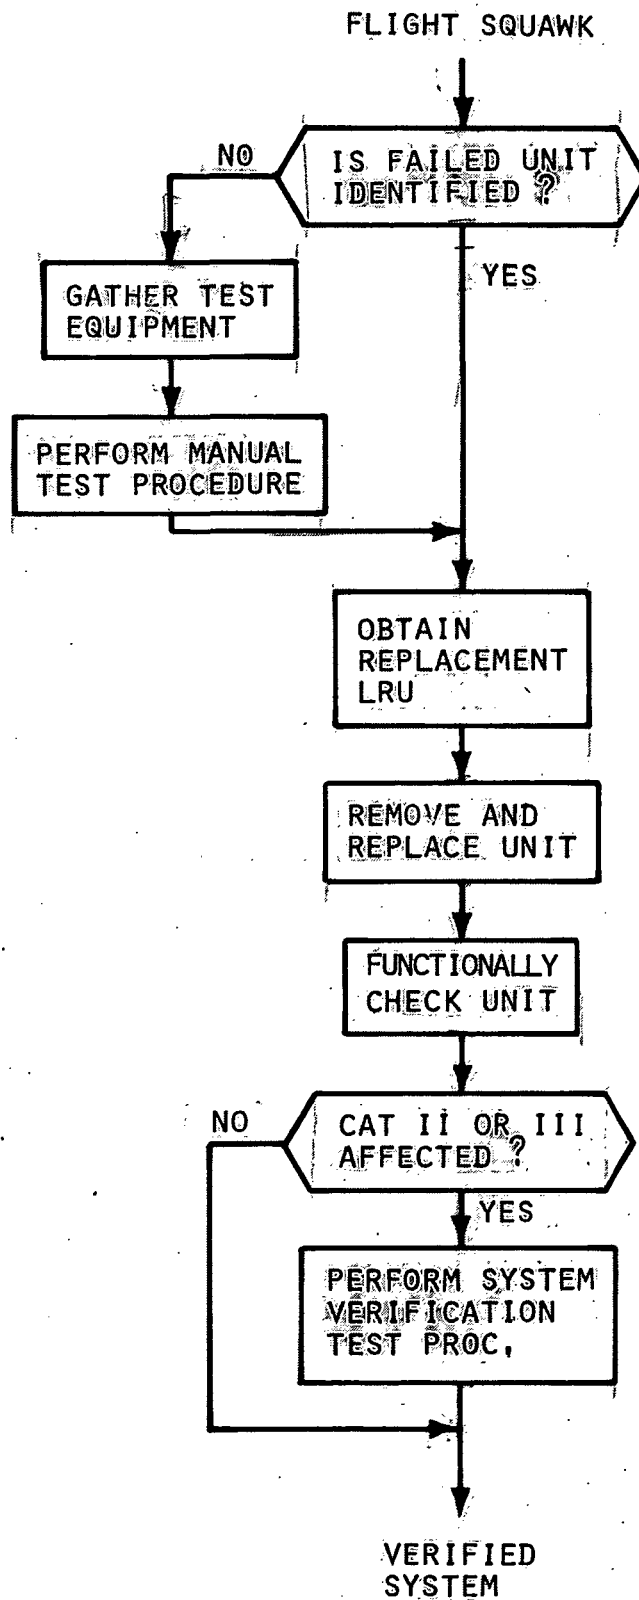 FLIGHT SQUAWK
IS FAILED UNIT
IDENTIFIED ?
NO
YES
GATHER TEST
EQUIPMENT
PERFORM MANUAL
TEST PROCEDURE
OBTAIN
REPLACEMENT
LRU
REMOVE AND
REPLACE UNIT
FUNCTIONALLY
CHECK UNIT
CAT II OR III
AFFECTED ?
NO
YES
PERFORM SYSTEM
VERIFICATION
TEST PROC.
VERIFIED
SYSTEM